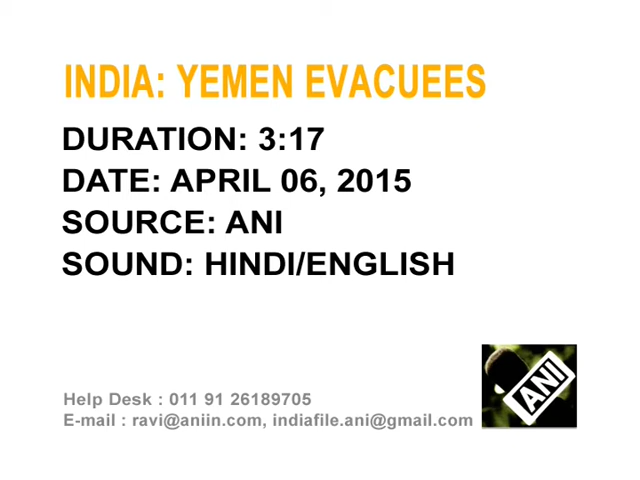 INDIA: YEMEN EVACUEES
DURATION: 3:17
DATE: APRIL 06, 2015
SOURCE: ANI
SOUND: HINDI/ENGLISH
Help Desk : 011 91 26189705
E-mail : ravi@aniin.com, indiafile.ani@gmail.com
ANI